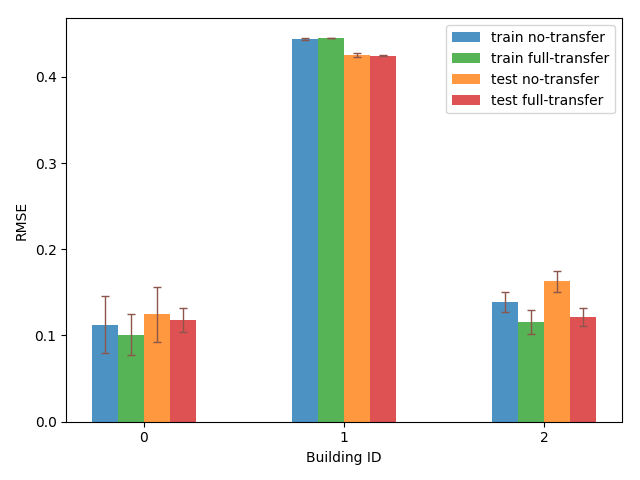 train no-transfer
train full-transfer
test no-transfer
test full-transfer
RMSE
0.4
0.3
0.2
0.1
0.0
0 1 2
Building ID